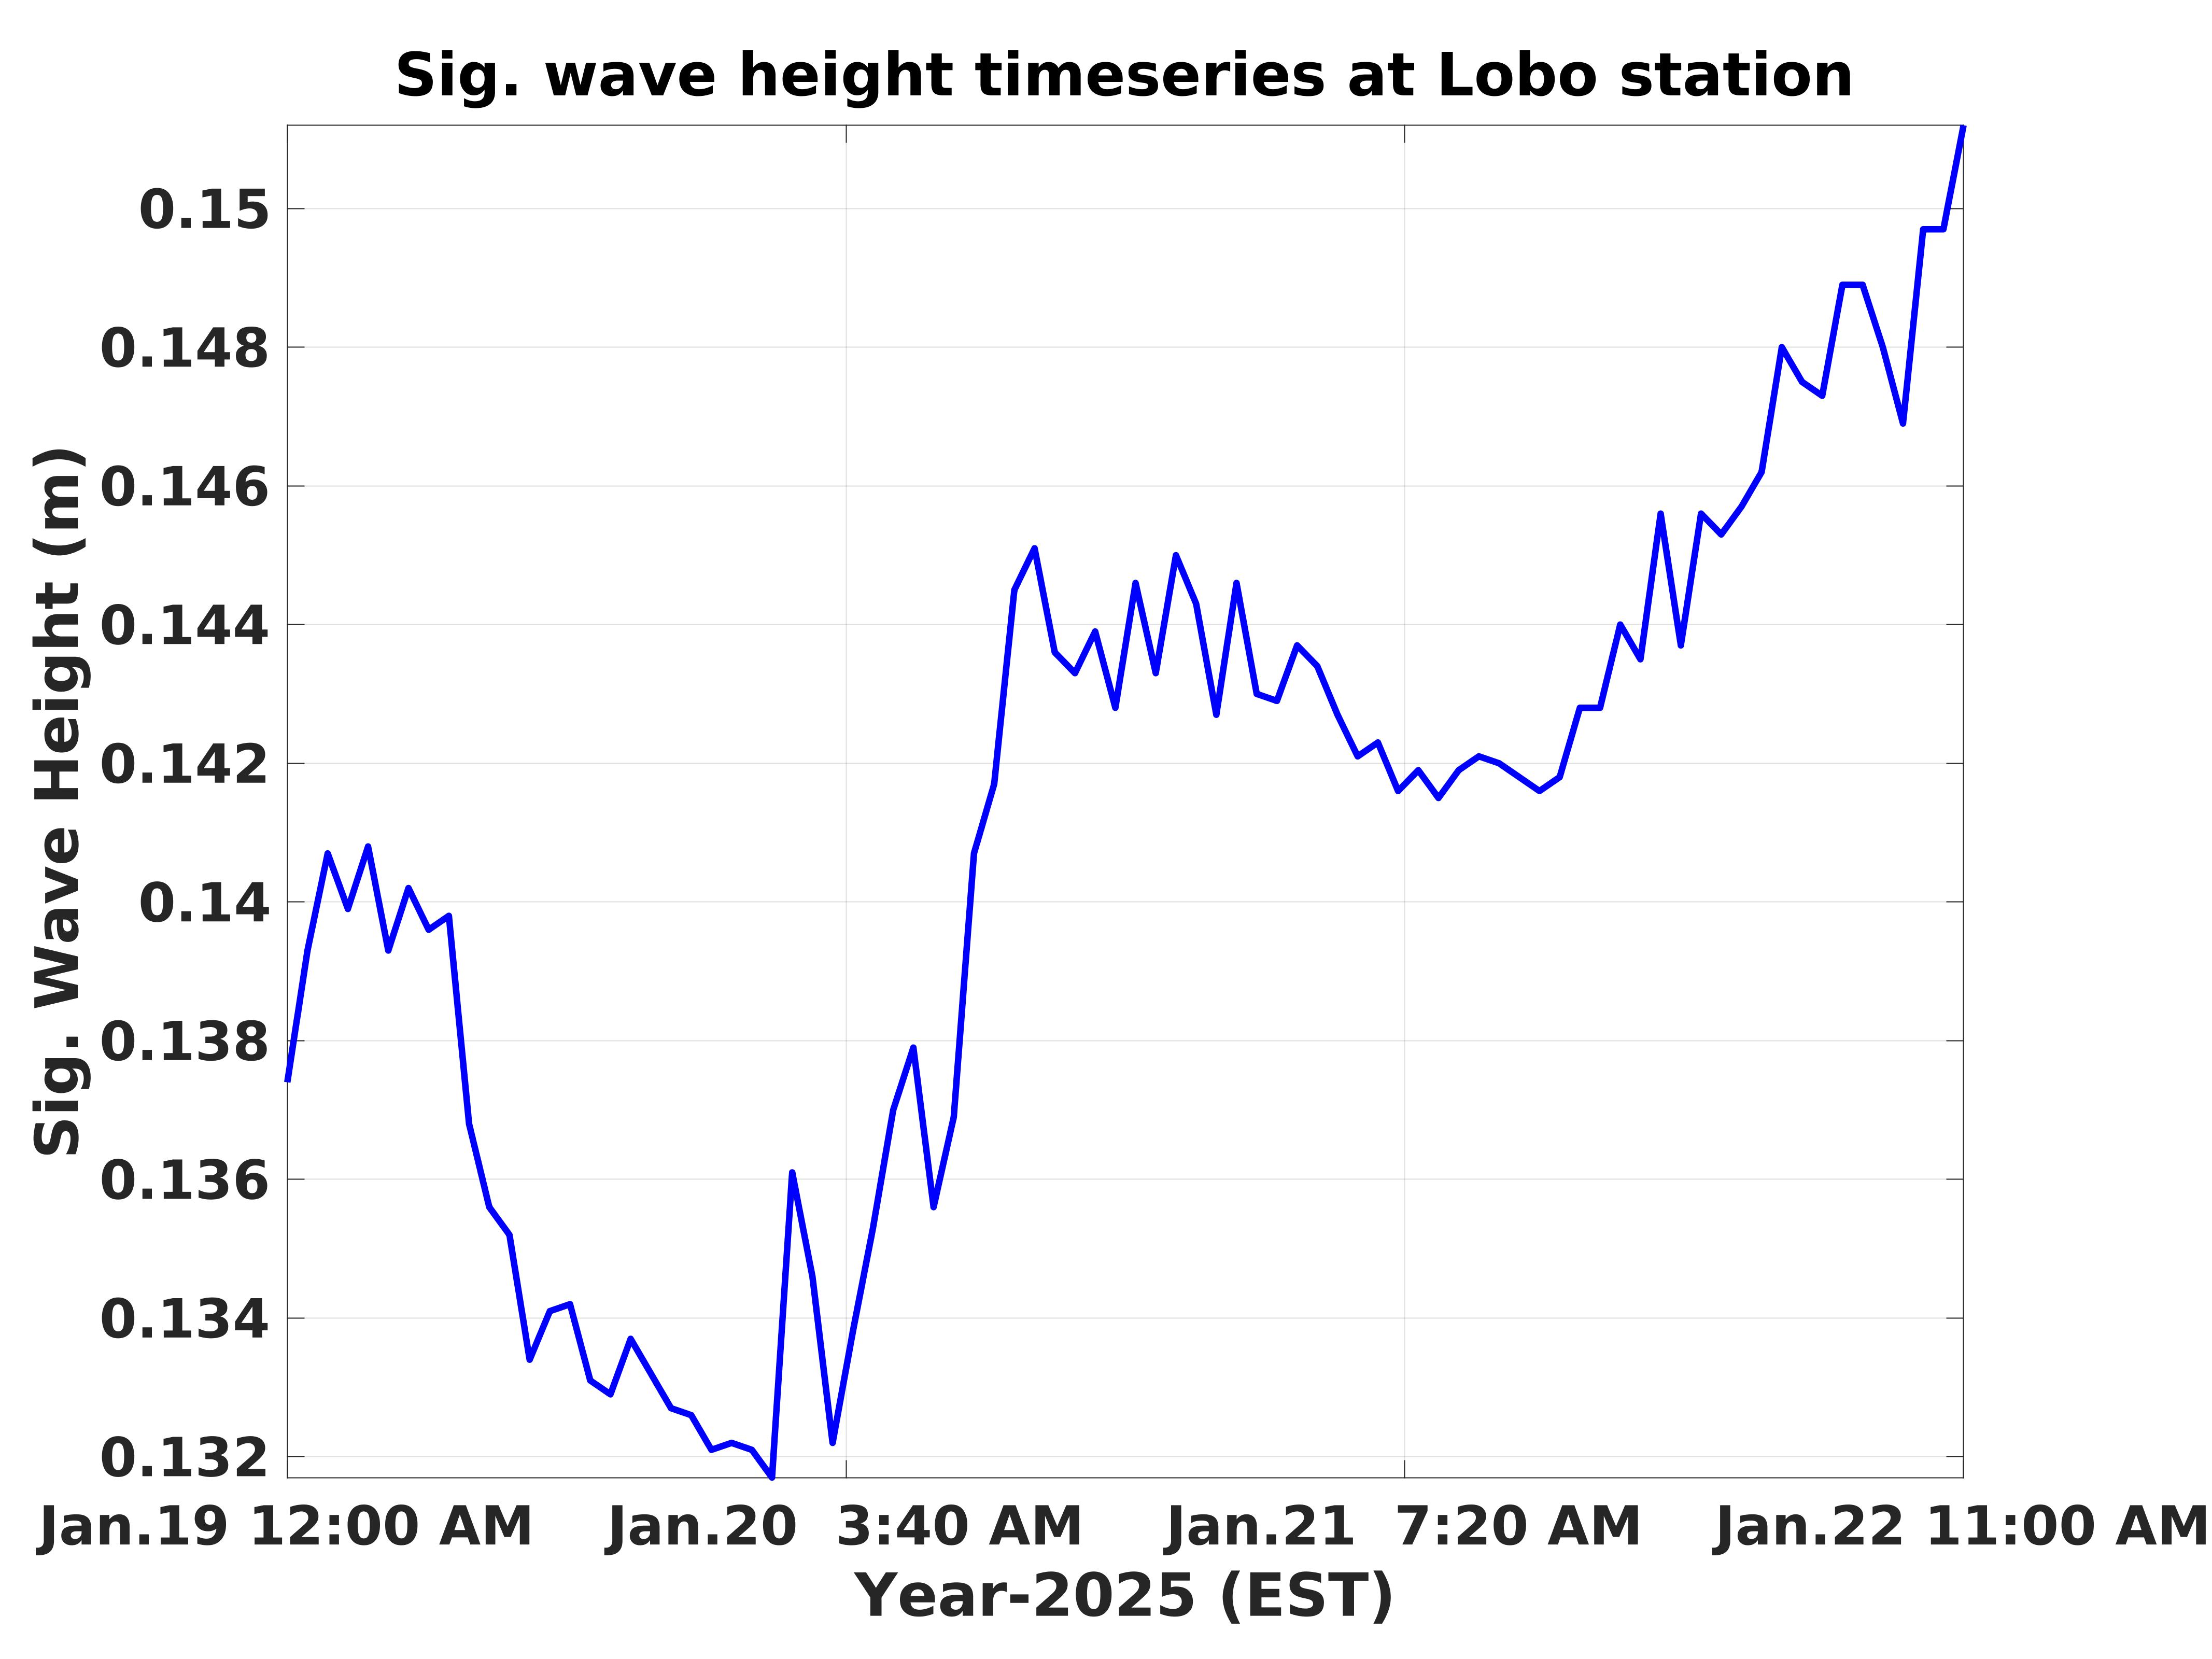 Sig. wave height timeseries at Lobo station
0.15
0.148
0.146
0.144
0.142
0.14
0.138
0.136
0.134
0.132
Sig. Wave Height (m)
Jan.19 12:00 AM Jan.20 3:40 AM Jan.21 7:20 AM Jan.22 11:00 AM
Year-2025 (EST)